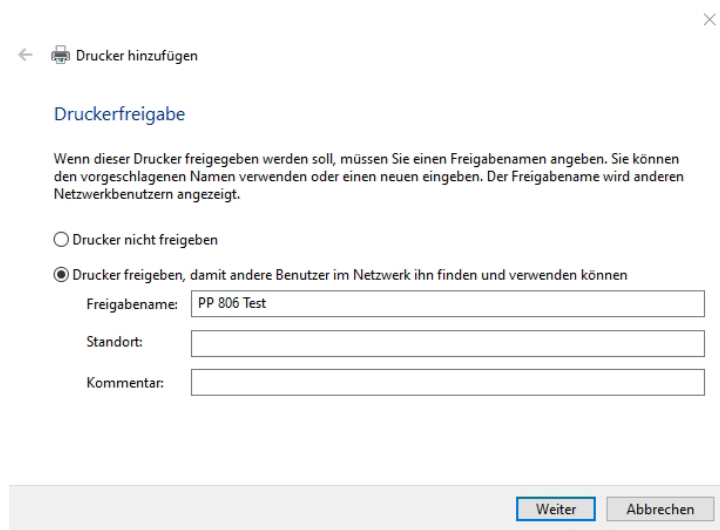 Drucker hinzufügen
Druckerfreigabe
Wenn dieser Drucker freigegeben werden soll, müssen Sie einen Freigabenamen angeben. Sie können
den vorgeschlagenen Namen verwenden oder einen neuen eingeben. Der Freigabename wird anderen
Netzwerkbenutzern angezeigt.
Drucker nicht freigeben
Drucker freigeben, damit andere Benutzer im Netzwerk ihn finden und verwenden können
Freigabename: PP 806 Test
Standort:
Kommentar:
Weiter Abbrechen